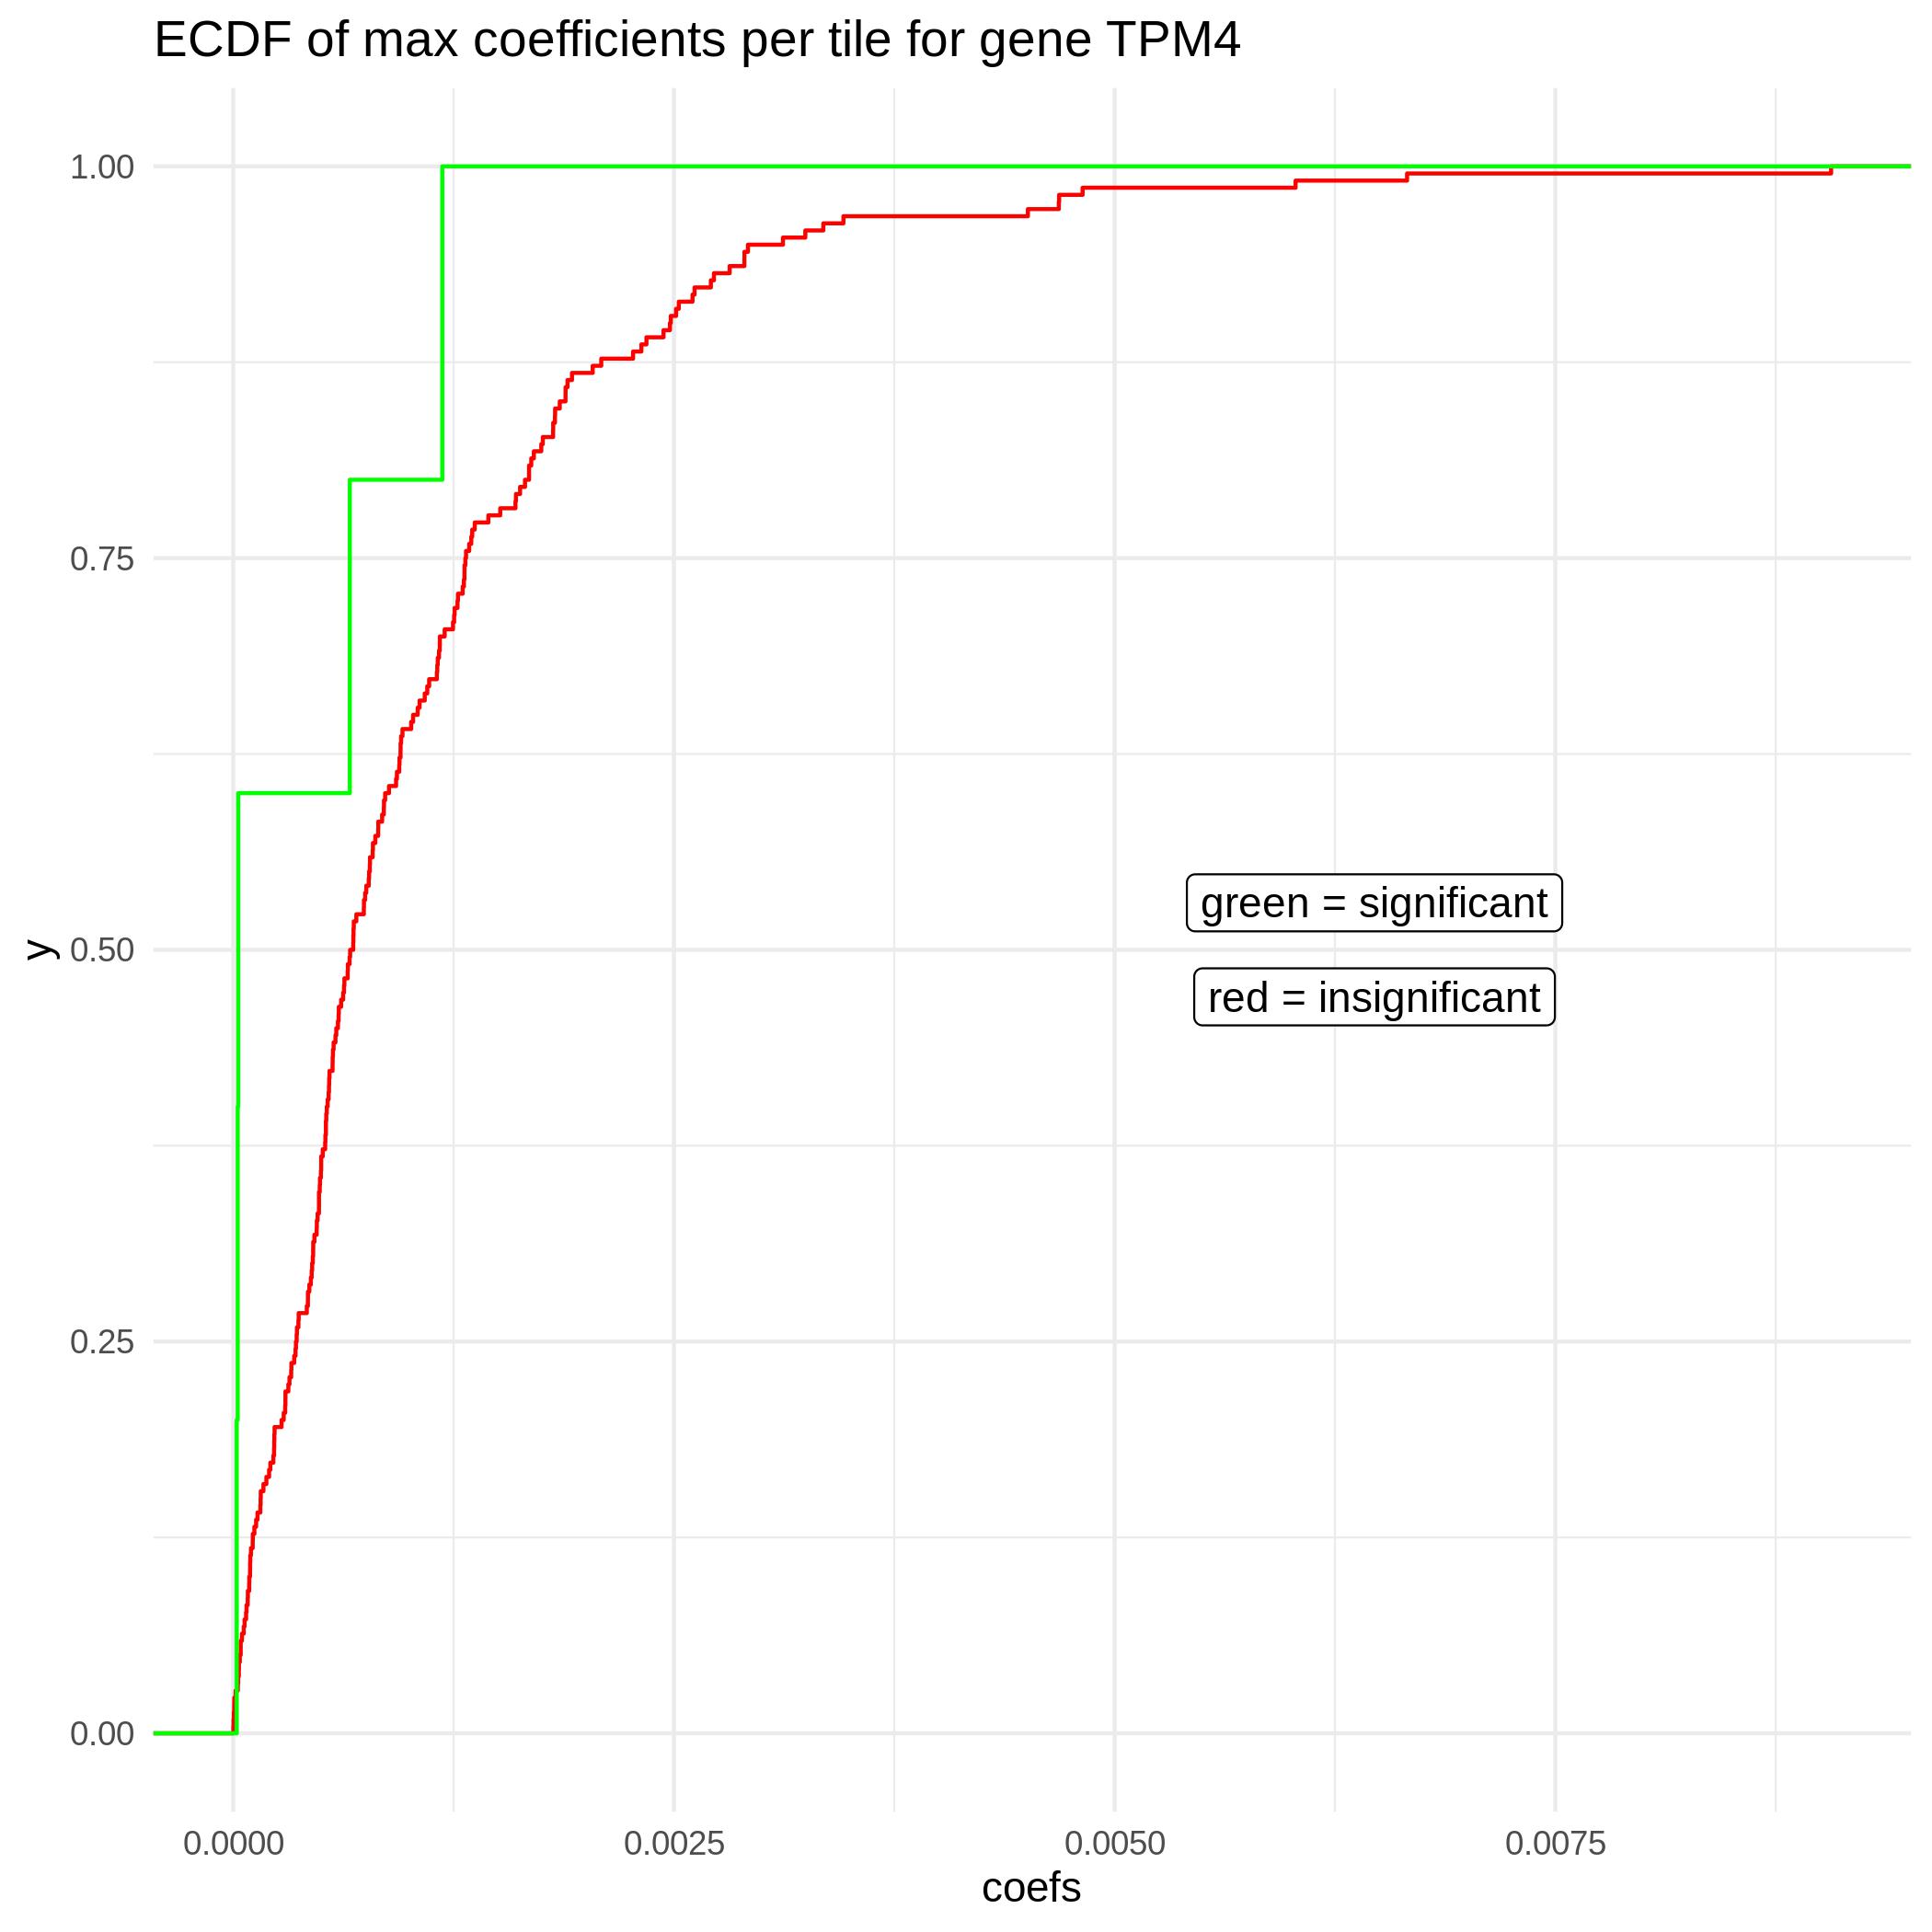 ECDF of max coefficients per tile for gene TPM4
1.00
0.75
0.50
0.25
0.00
y
green = significant
red = insignificant
0.0000 0.0025 0.0050 0.0075
coefs